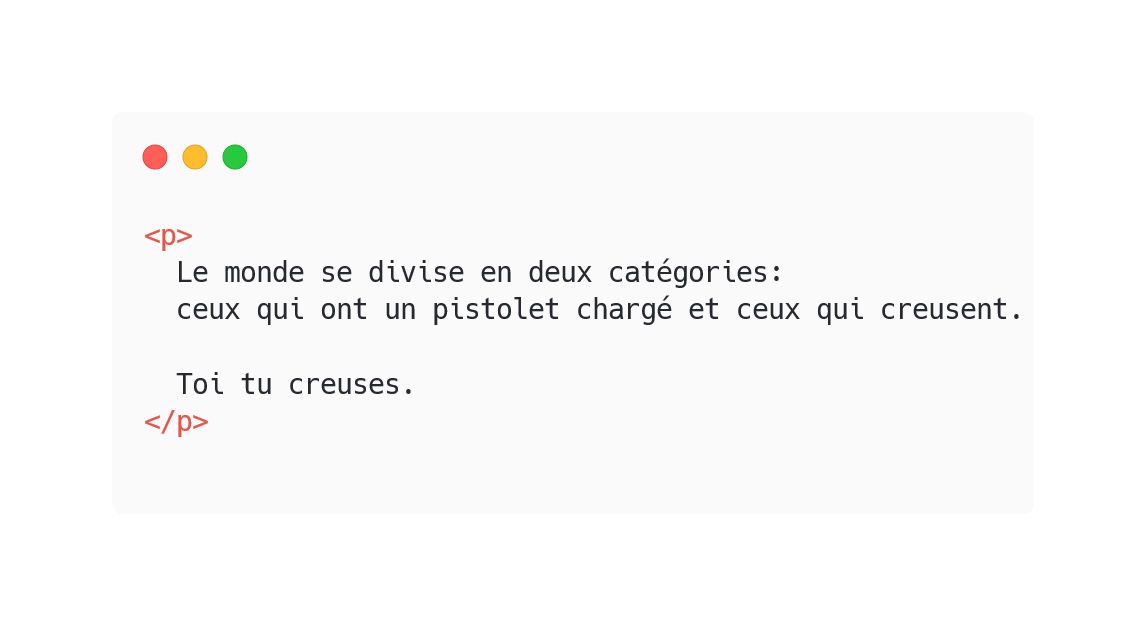 <p>
Le monde se divise en deux catégories:
ceux qui ont un pistolet chargé et ceux qui creusent.
Toi tu creuses.
</p>